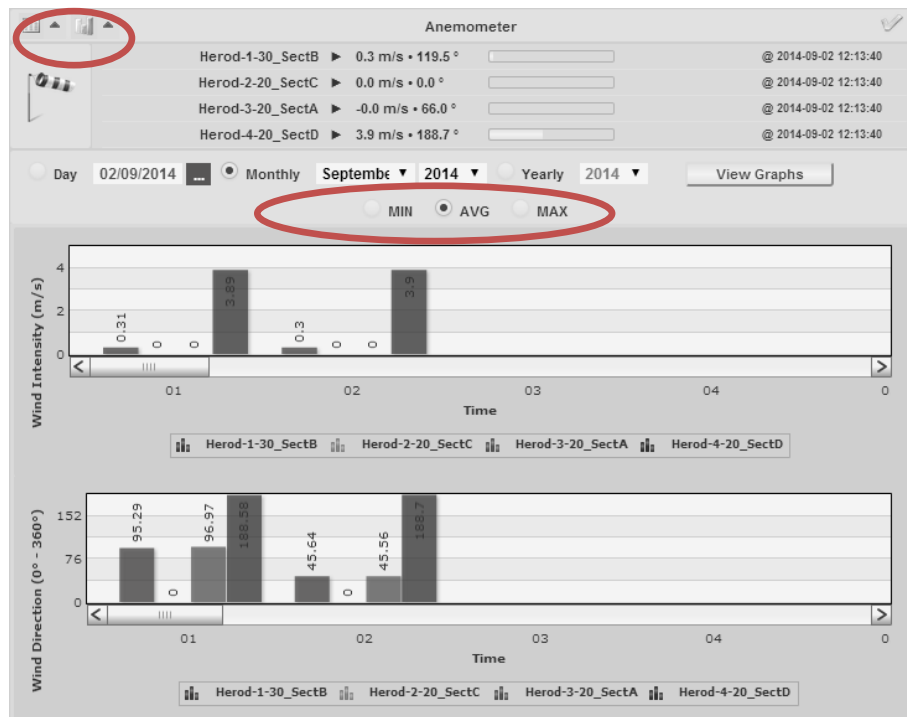 Anemometer
Herod-1-30_SectB ► 0.3 m/s • 119.5 ° @ 2014-09-02 12:13:40
Herod-2-20_SectC ► 0.0 m/s • 0.0 ° @ 2014-09-02 12:13:40
Herod-3-20_SectA ► -0.0 m/s • 66.0 ° @ 2014-09-02 12:13:40
Herod-4-20_SectD ► 3.9 m/s • 188.7 ° @ 2014-09-02 12:13:40
Day 02/09/2014 ... Monthly Septembe ▼ 2014 ▼ Yearly 2014 ▼ View Graphs
MIN AVG MAX
Wind Intensity (m/s)
4
2
0
0.31 0 0 3.89 0.3 0 0 3.9
01 02 03 04 0
Time
Herod-1-30_SectB Herod-2-20_SectC Herod-3-20_SectA Herod-4-20_SectD
Wind Direction (0° - 360°)
152
76
0
95.29 0 96.97 188.58 45.64 0 45.56 188.7
01 02 03 04 0
Time
Herod-1-30_SectB Herod-2-20_SectC Herod-3-20_SectA Herod-4-20_SectD